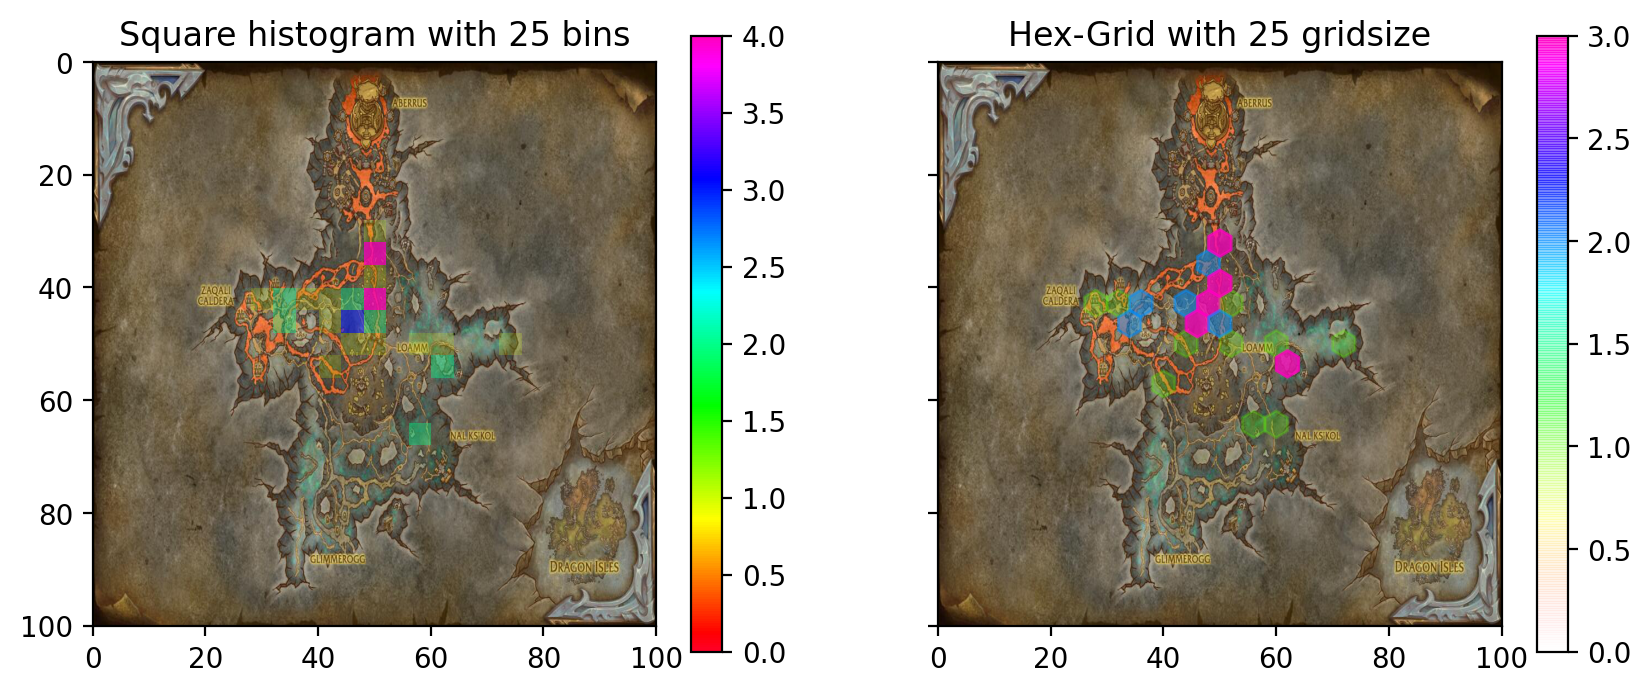 Square histogram with 25 bins
0
20
40
60
80
100
0
20
40
60
80
100
ABERRUS
ZAQALI
CALDERA
LOAMM
NAL KS'KOL
GLIMMEROGG
DRAGON ISLES
4.0
3.5
3.0
2.5
2.0
1.5
1.0
0.5
0.0
Hex-Grid with 25 gridsize
0
20
40
60
80
100
ABERRUS
ZAQALI
CALDERA
LOAMM
NAL KS'KOL
GLIMMEROGG
DRAGON ISLES
3.0
2.5
2.0
1.5
1.0
0.5
0.0